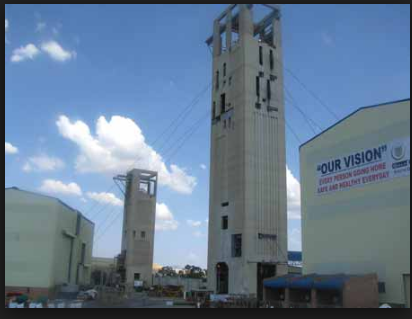 "OUR VISION"
EVERY PERSON GOING HOME
SAFE AND HEALTHY EVERYDAY